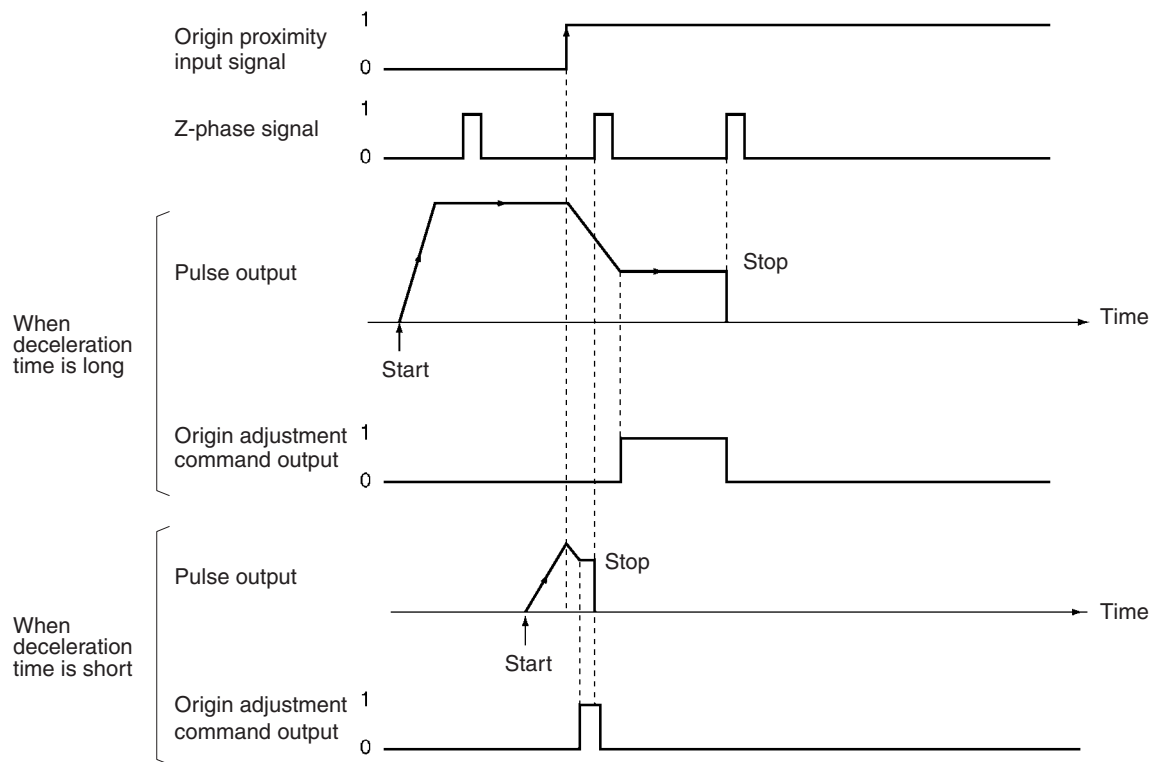 1
Origin proximity
input signal
0
1
Z-phase signal
0
Pulse output
Stop
Time
When
deceleration
time is long
Start
1
Origin adjustment
command output
0
Pulse output
Stop
Time
When
deceleration
time is short
Start
1
Origin adjustment
command output
0